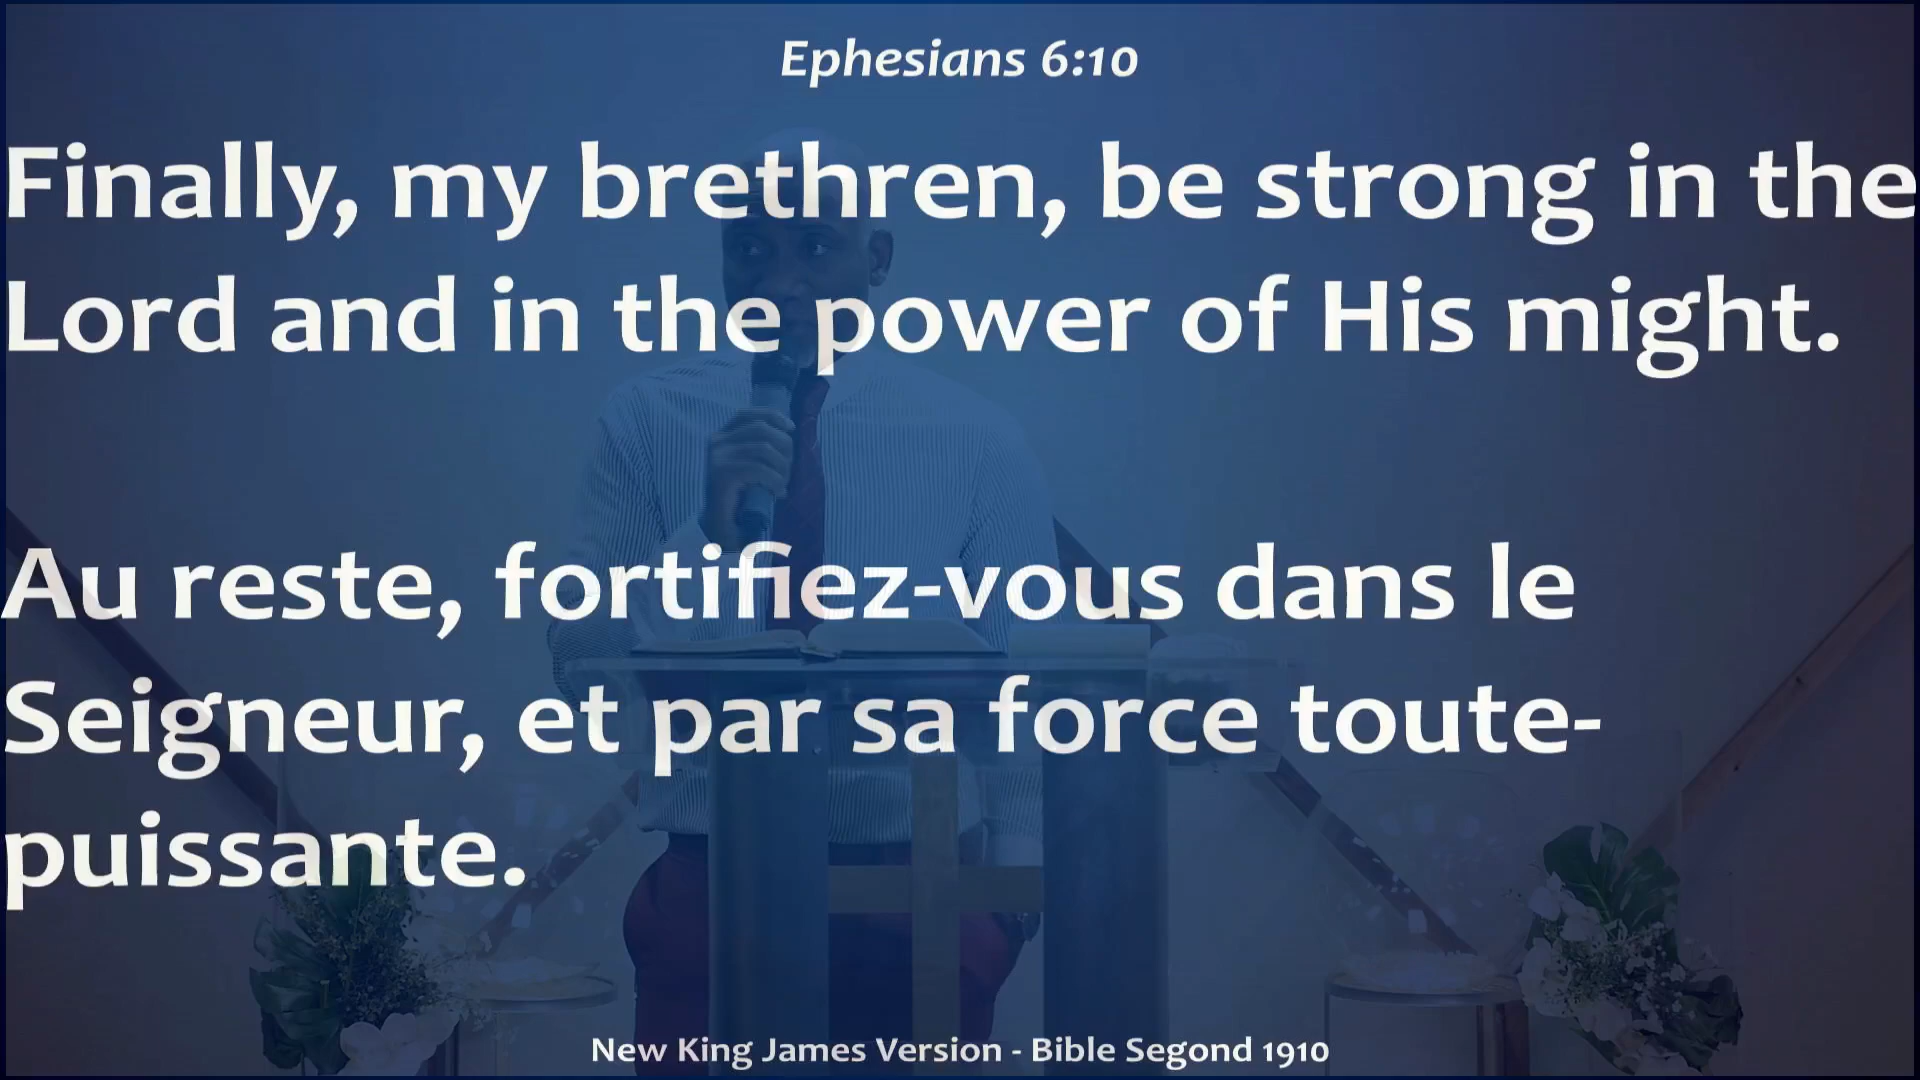 Ephesians 6:10
Finally, my brethren, be strong in the
Lord and in the power of His might.
Au reste, fortifiez-vous dans le
Seigneur, et par sa force toute-
puissante.
New King James Version - Bible Segond 1910